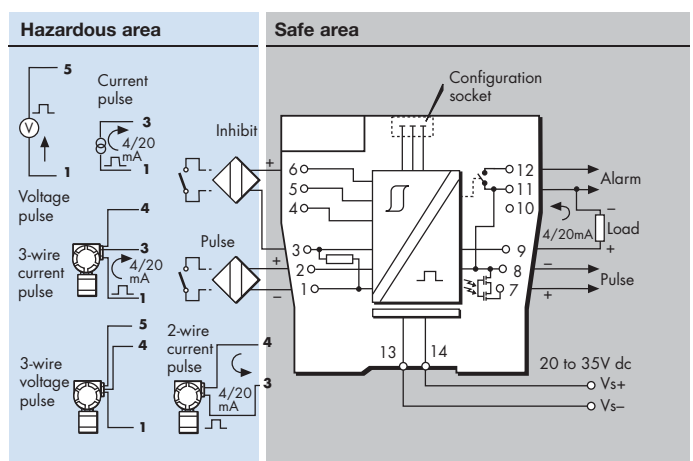 Hazardous area
Safe area
5
V
1
Voltage
pulse
Current
pulse
3
4/20
mA
1
Inhibit
+
Configuration
socket
6
5
4
3
2
1
12
11
10
9
8
7
Alarm
–
4/20mA
Load
+
–
Pulse
+
4
3
3-wire
current
pulse
4/20
mA
1
Pulse
+
–
5
4
3-wire
voltage
pulse
1
2-wire
current
pulse
4
4/20
mA
3
13
14
20 to 35V dc
Vs+
Vs–